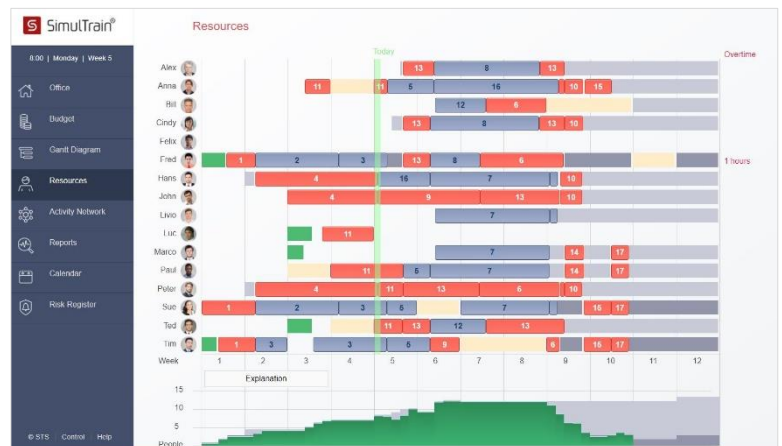 SimulTrain®
Resources
8:00 | Monday | Week 5
Office
Budget
Gantt Diagram
Resources
Activity Network
Reports
Calendar
Risk Register
© STS Control Help
Today
Overtime
Alex 13 8 13
Anna 11 11 5 16 10 15
Bill 12 6
Cindy 13 8 13 10
Felix
Fred 1 2 3 13 8 6 1 hours
Hans 4 16 7 10
John 4 9 13 10
Livio 7
Luc 11
Marco 7 14 17
Paul 11 5 7 14 17
Peter 4 11 13 6 10
Sue 1 2 3 5 7 15 17
Ted 11 13 12 13
Tim 1 3 3 5 9 6 15 17
Week 1 2 3 4 5 6 7 8 9 10 11 12
Explanation
15
10
5
People